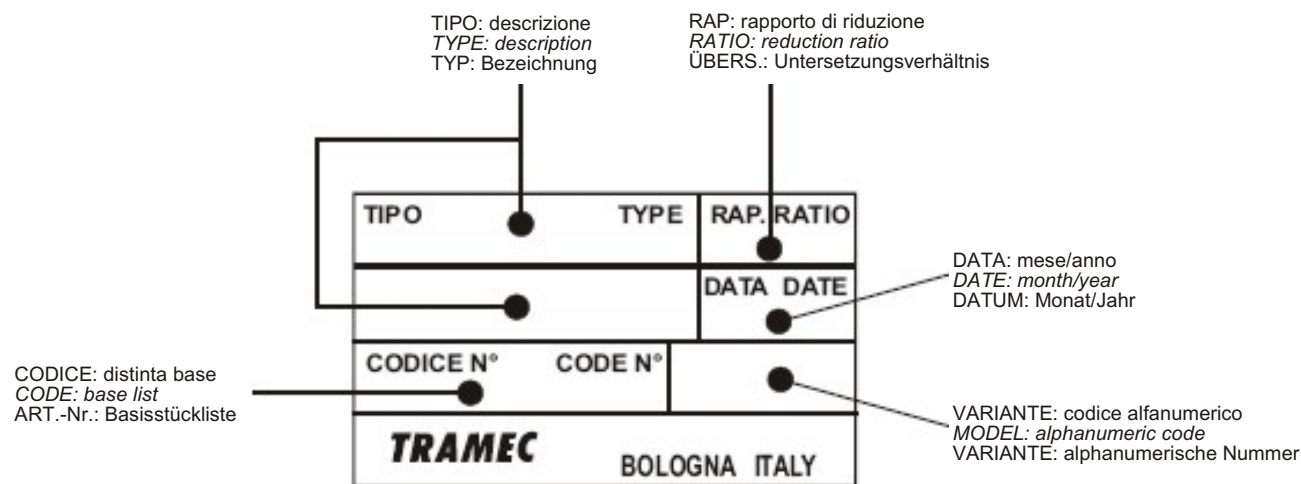 TIPO: descrizione
TYPE: description
TYP: Bezeichnung
RAP: rapporto di riduzione
RATIO: reduction ratio
ÜBERS.: Untersetzungsverhältnis
TIPO TYPE RAP. RATIO
DATA DATE
DATA: mese/anno
DATE: month/year
DATUM: Monat/Jahr
CODICE N° CODE N°
CODICE: distinta base
CODE: base list
ART.-Nr.: Basisstückliste
VARIANTE: codice alfanumerico
MODEL: alphanumeric code
VARIANTE: alphanumerische Nummer
TRAMEC BOLOGNA ITALY